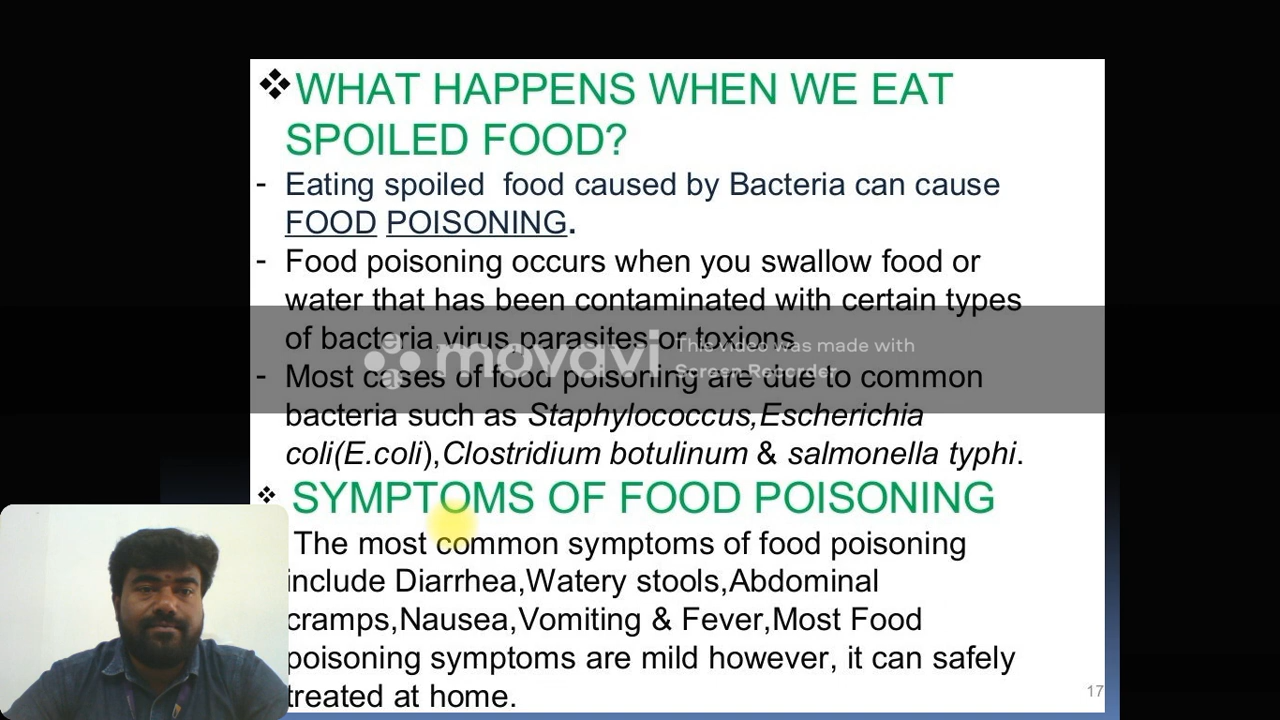 ❖WHAT HAPPENS WHEN WE EAT
SPOILED FOOD?
- Eating spoiled food caused by Bacteria can cause
FOOD POISONING.
- Food poisoning occurs when you swallow food or
water that has been contaminated with certain types
of bacteria,virus,parasites or toxions.
movavi
This video was made with
Screen Recorder
- Most cases of food poisoning are due to common
bacteria such as Staphylococcus,Escherichia
coli(E.coli),Clostridium botulinum & salmonella typhi.
❖ SYMPTOMS OF FOOD POISONING
The most common symptoms of food poisoning
include Diarrhea,Watery stools,Abdominal
cramps,Nausea,Vomiting & Fever,Most Food
poisoning symptoms are mild however, it can safely
treated at home.
17